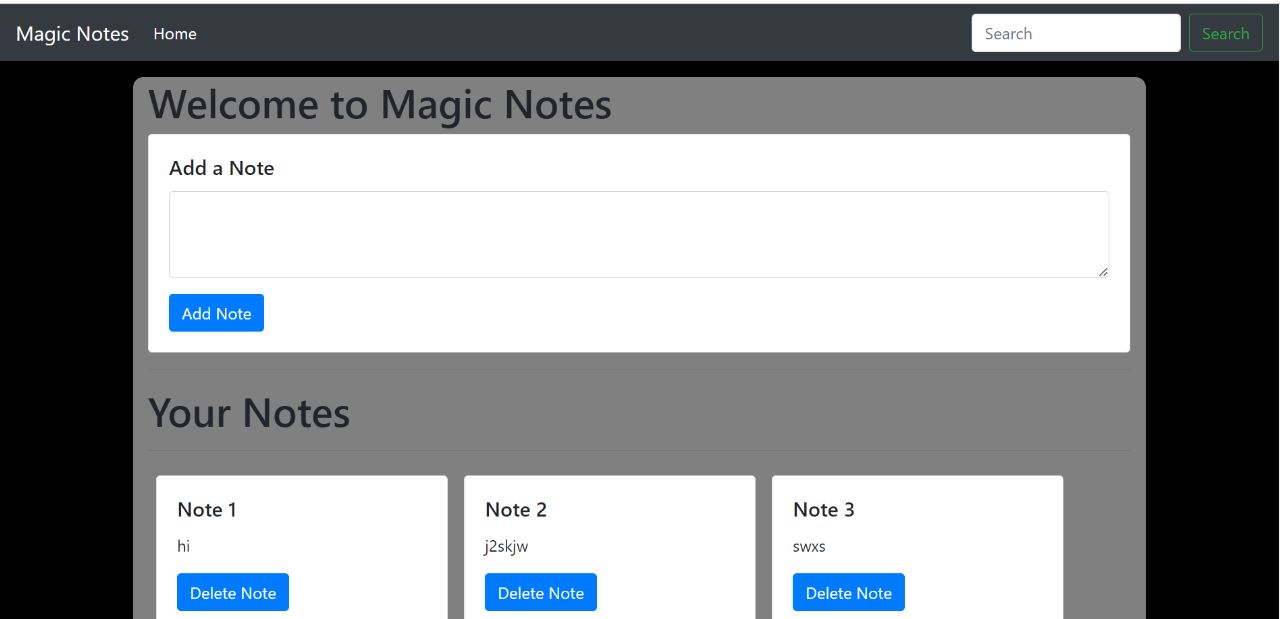 Magic Notes Home Search Search
Welcome to Magic Notes
Add a Note
Add Note
Your Notes
Note 1
hi
Delete Note
Note 2
j2skjw
Delete Note
Note 3
swxs
Delete Note